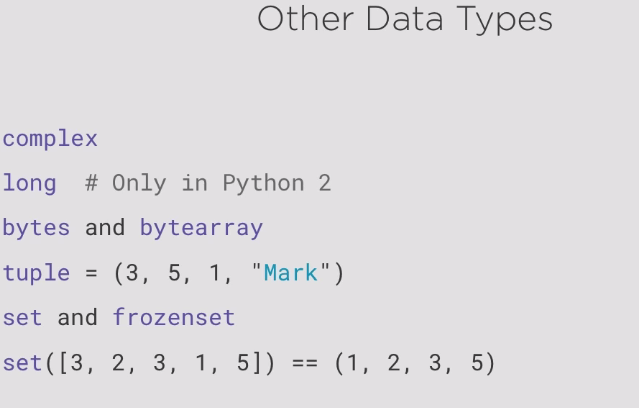 Other Data Types
complex
long  # Only in Python 2
bytes and bytearray
tuple = (3, 5, 1, "Mark")
set and frozenset
set([3, 2, 3, 1, 5]) == (1, 2, 3, 5)